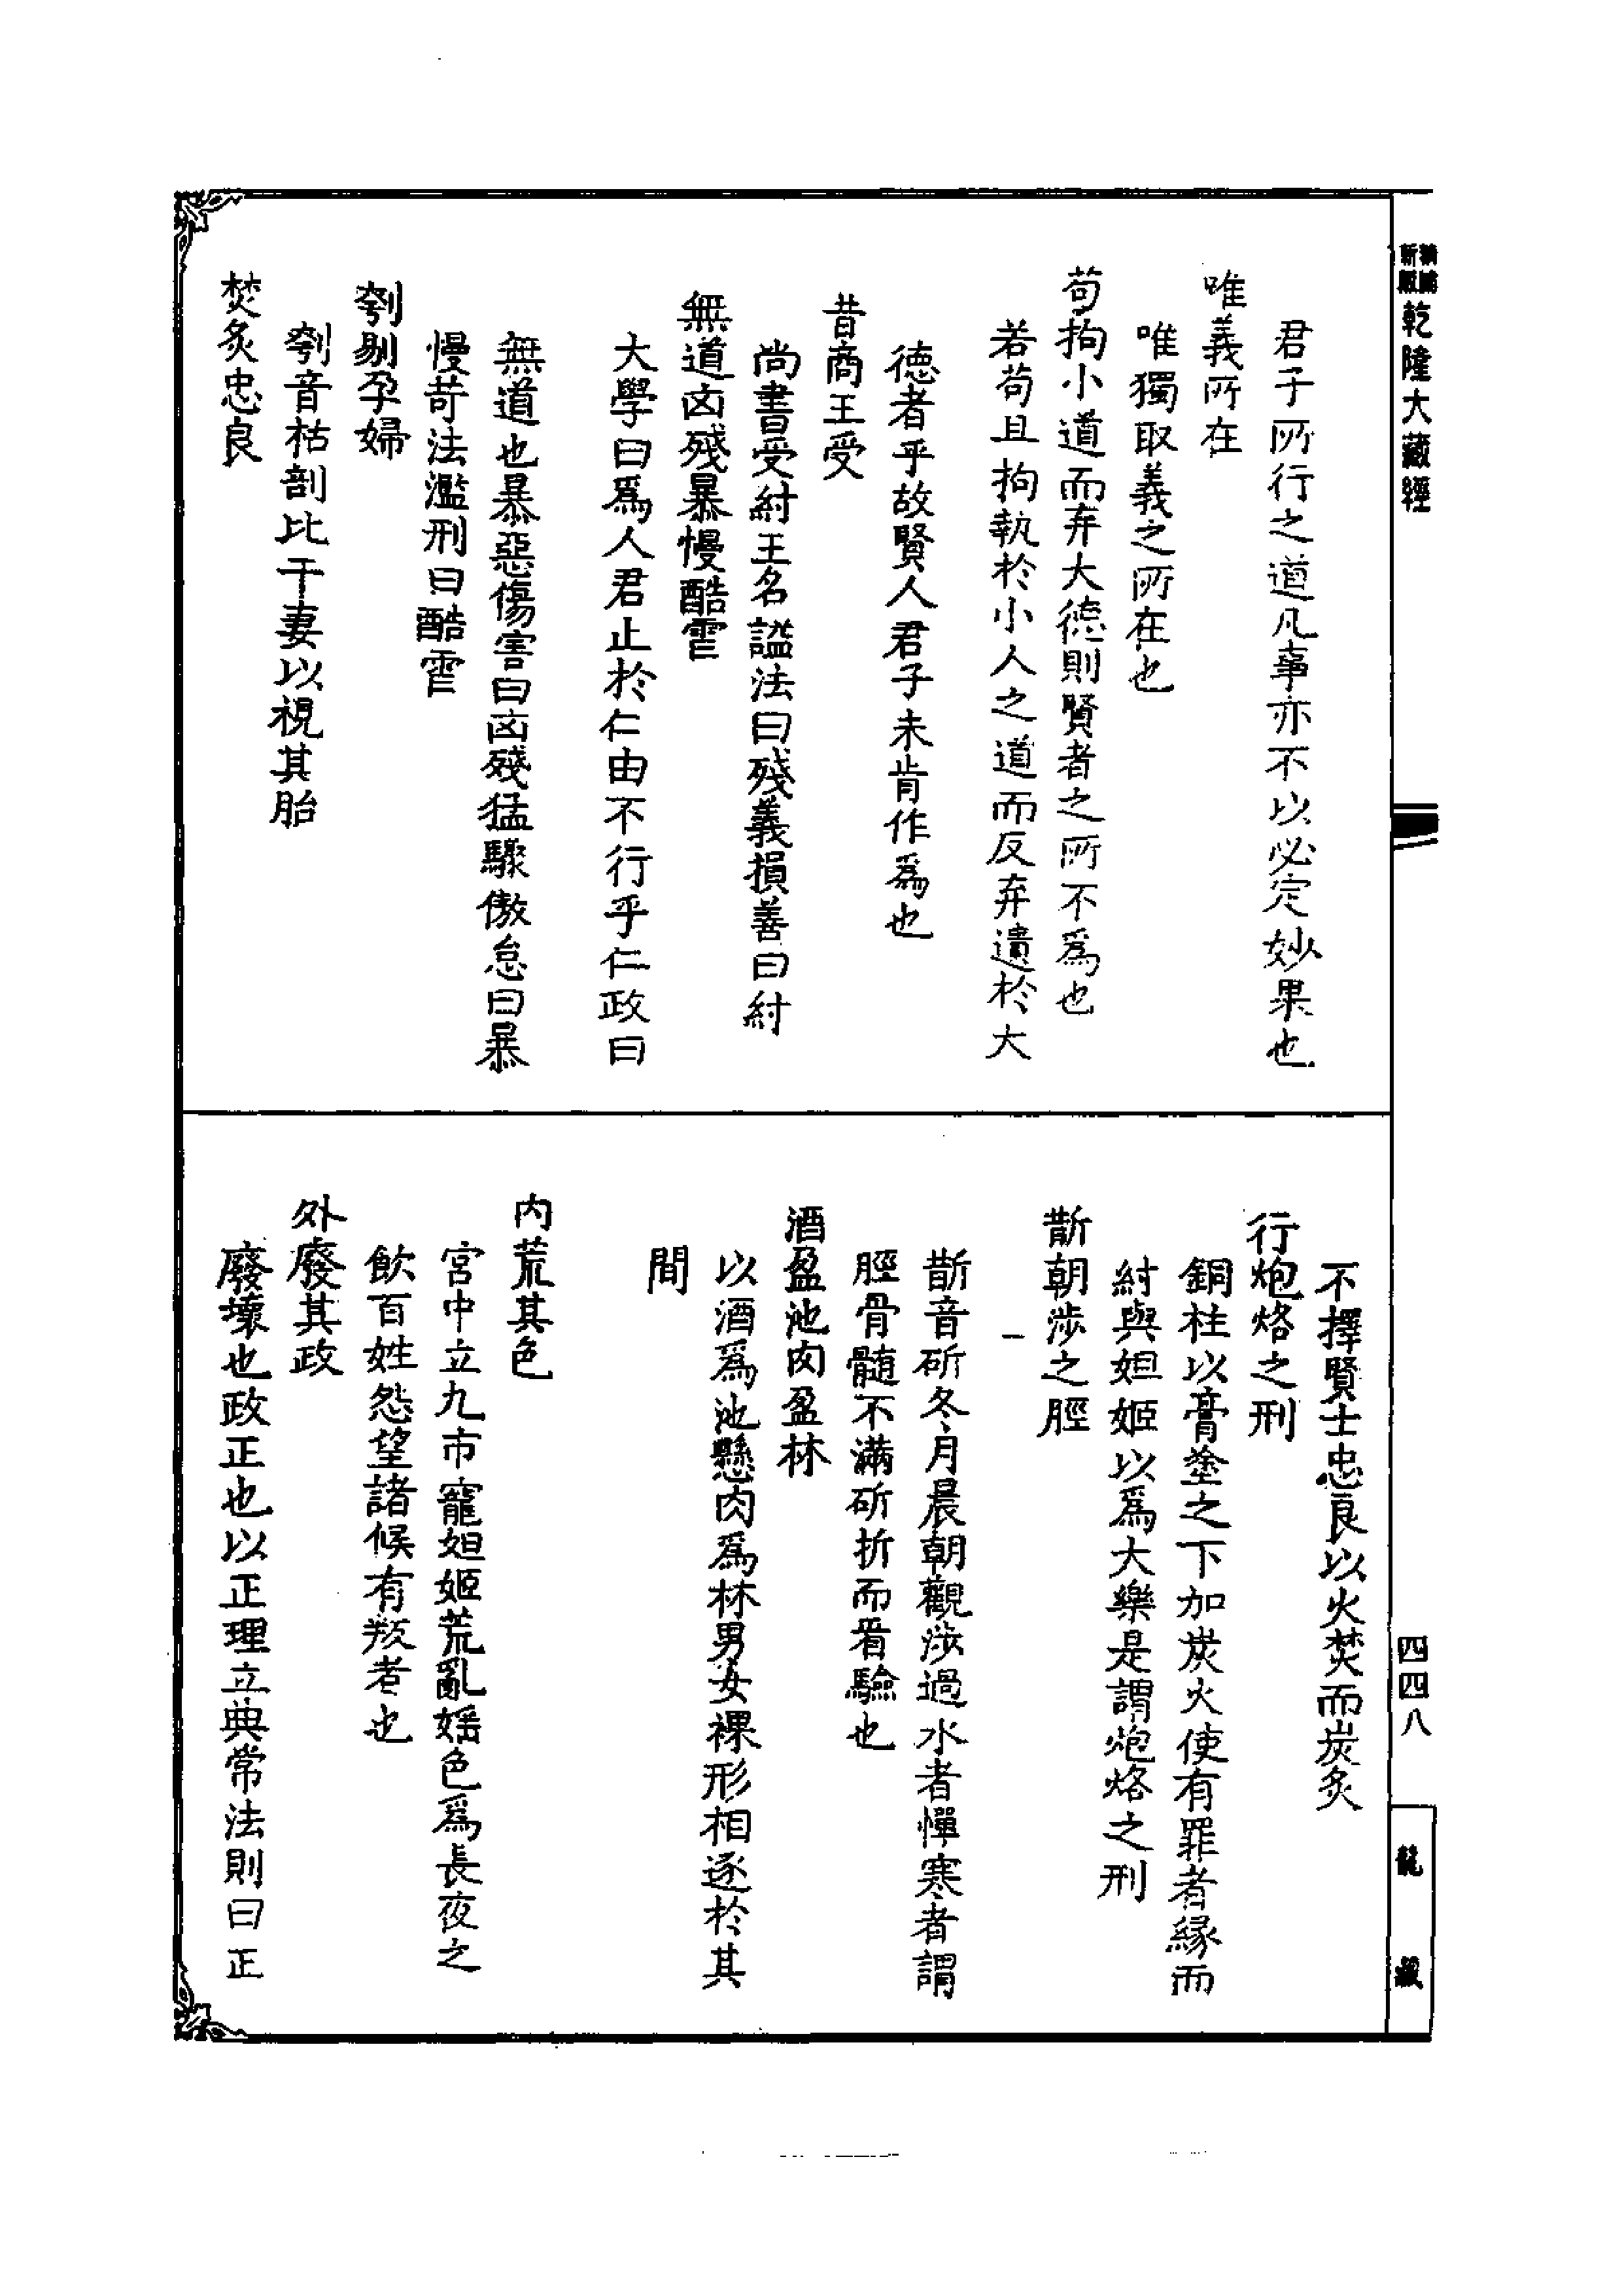 乾隆大藏經
君子所行之道凡事亦不以必定妙果也
唯義所在
唯獨取義之所在也
苟拘小道而弃大德則賢者之所不爲也
若苟且拘執於小人之道而反弃遺於大
德者乎故賢人君子未肯作爲也
昔商王受
尚書受紂王名謚法曰殘義損善曰紂
無道凾殘暴慢酷霍
大學曰爲人君止於仁由不行乎仁政曰
無道也暴惡傷害曰凾殘猛驟傲怠曰暴
慢苛法濫刑曰酷霍
刳剔孕婦
刳音枯剖比干妻以視其胎
焚炙忠良
不擇賢士忠良以火焚而炭炙
行炮烙之刑
銅柱以膏塗之下加炭火使有罪者緣而
紂與妲姬以爲大樂是謂炮烙之刑
斮朝涉之脛
斮音斫冬月晨朝觀涉過水者憚寒者謂
脛骨髓不滿斫折而看驗也
酒盈池肉盈林
以酒爲池懸肉爲林男女裸形相逐於其
間
内荒其色
宮中立九市寵妲姬荒亂婬色爲長夜之
飲百姓怨望諸候有叛者也
外廢其政
廢壞也政正也以正理立典常法則曰正
四四八
龍藏